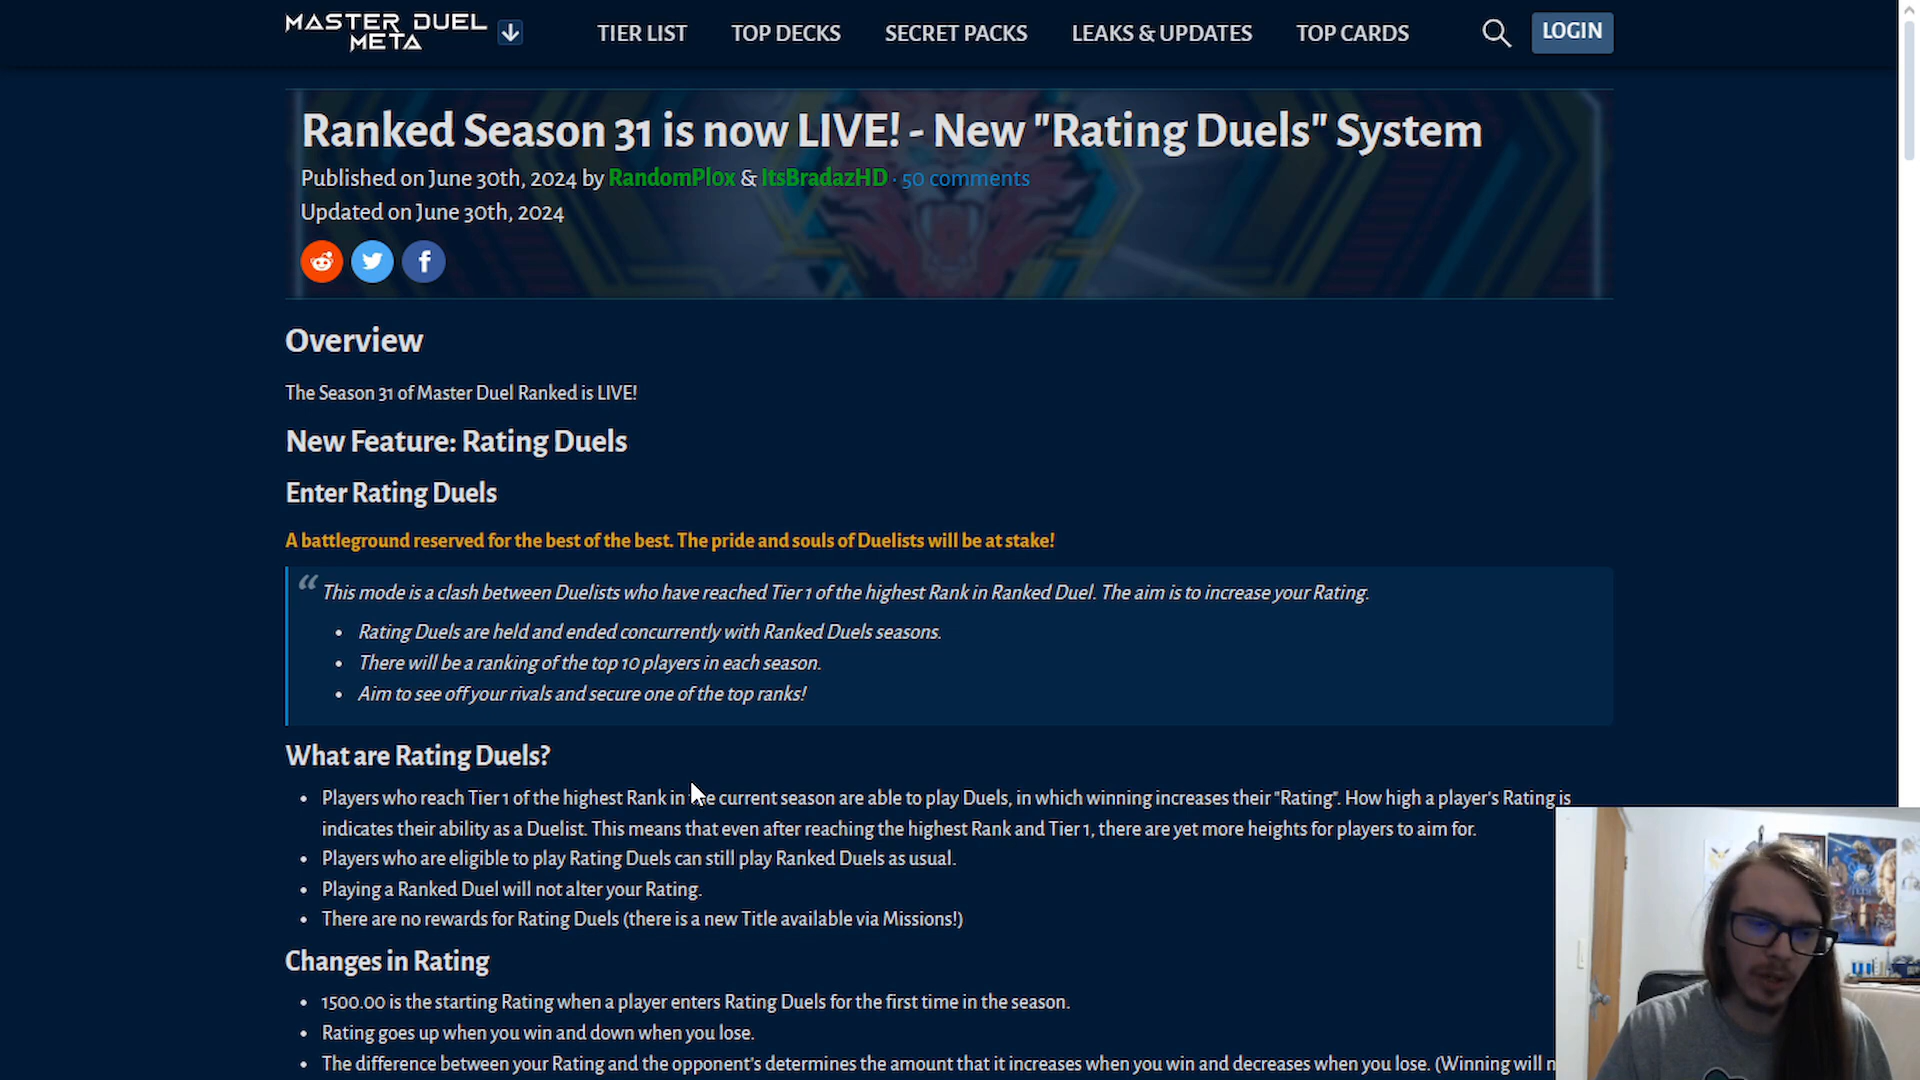 MASTER DUEL
META
TIER LIST
TOP DECKS
SECRET PACKS
LEAKS & UPDATES
TOP CARDS
LOGIN
Ranked Season 31 is now LIVE! - New "Rating Duels" System
Published on June 30th, 2024 by RandomPl0x & ItsBradazHD · 50 comments
Updated on June 30th, 2024
Overview
The Season 31 of Master Duel Ranked is LIVE!
New Feature: Rating Duels
Enter Rating Duels
A battleground reserved for the best of the best. The pride and souls of Duelists will be at stake!
“ This mode is a clash between Duelists who have reached Tier 1 of the highest Rank in Ranked Duel. The aim is to increase your Rating.
• Rating Duels are held and ended concurrently with Ranked Duels seasons.
• There will be a ranking of the top 10 players in each season.
• Aim to see off your rivals and secure one of the top ranks!
What are Rating Duels?
• Players who reach Tier 1 of the highest Rank in the current season are able to play Duels, in which winning increases their "Rating". How high a player's Rating is
indicates their ability as a Duelist. This means that even after reaching the highest Rank and Tier 1, there are yet more heights for players to aim for.
• Players who are eligible to play Rating Duels can still play Ranked Duels as usual.
• Playing a Ranked Duel will not alter your Rating.
• There are no rewards for Rating Duels (there is a new Title available via Missions!)
Changes in Rating
• 1500.00 is the starting Rating when a player enters Rating Duels for the first time in the season.
• Rating goes up when you win and down when you lose.
• The difference between your Rating and the opponent's determines the amount that it increases when you win and decreases when you lose. (Winning will n